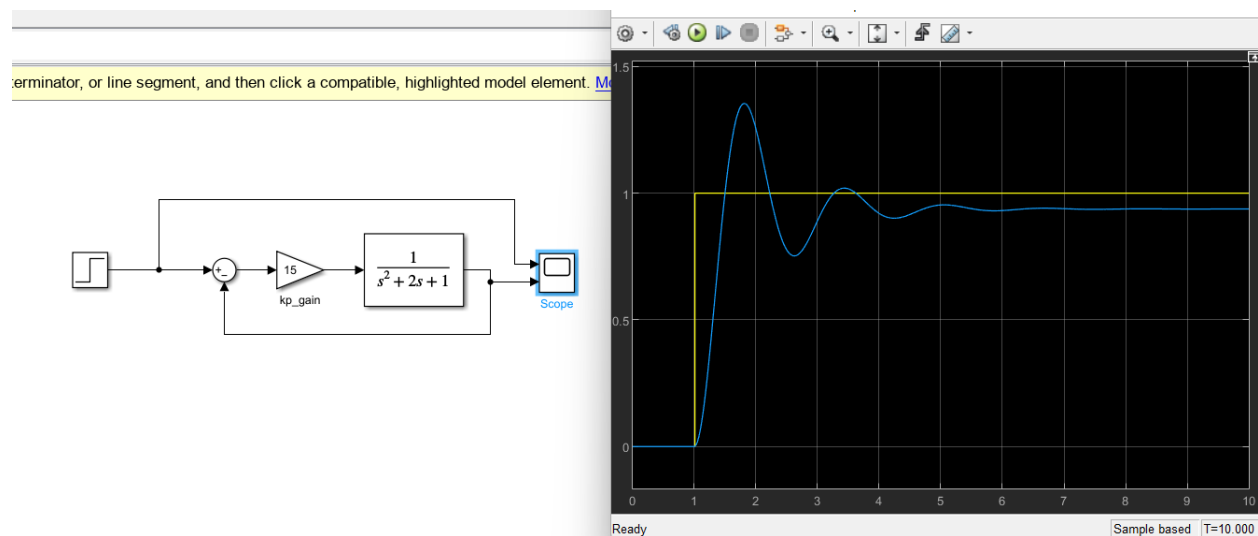 erminator, or line segment, and then click a compatible, highlighted model element. Mo
+
-
15
kp_gain
1
s² + 2s + 1
Scope
1.5
1
0.5
0
0 1 2 3 4 5 6 7 8 9 10
Ready Sample based T=10.000